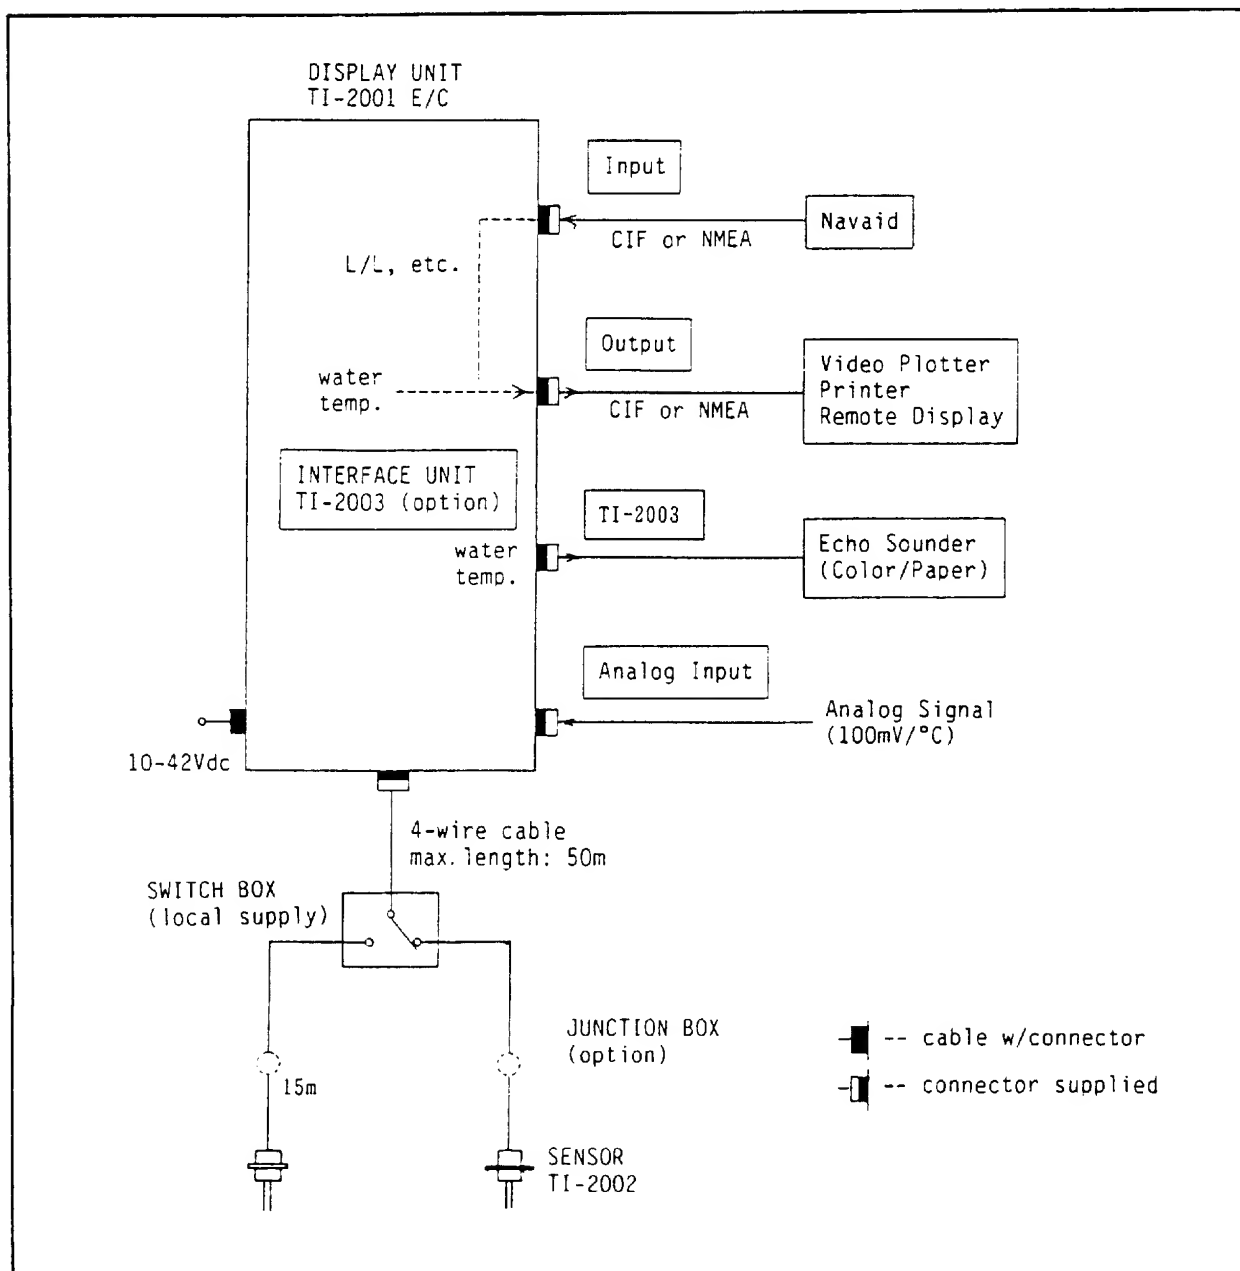 DISPLAY UNIT
TI-2001 E/C
Input
Navaid
CIF or NMEA
L/L, etc.
Output
water
temp.
CIF or NMEA
Video Plotter
Printer
Remote Display
INTERFACE UNIT
TI-2003 (option)
TI-2003
water
temp.
Echo Sounder
(Color/Paper)
Analog Input
Analog Signal
(100mV/°C)
10-42Vdc
4-wire cable
max.length: 50m
SWITCH BOX
(local supply)
JUNCTION BOX
(option)
15m
-- cable w/connector
-- connector supplied
SENSOR
TI-2002